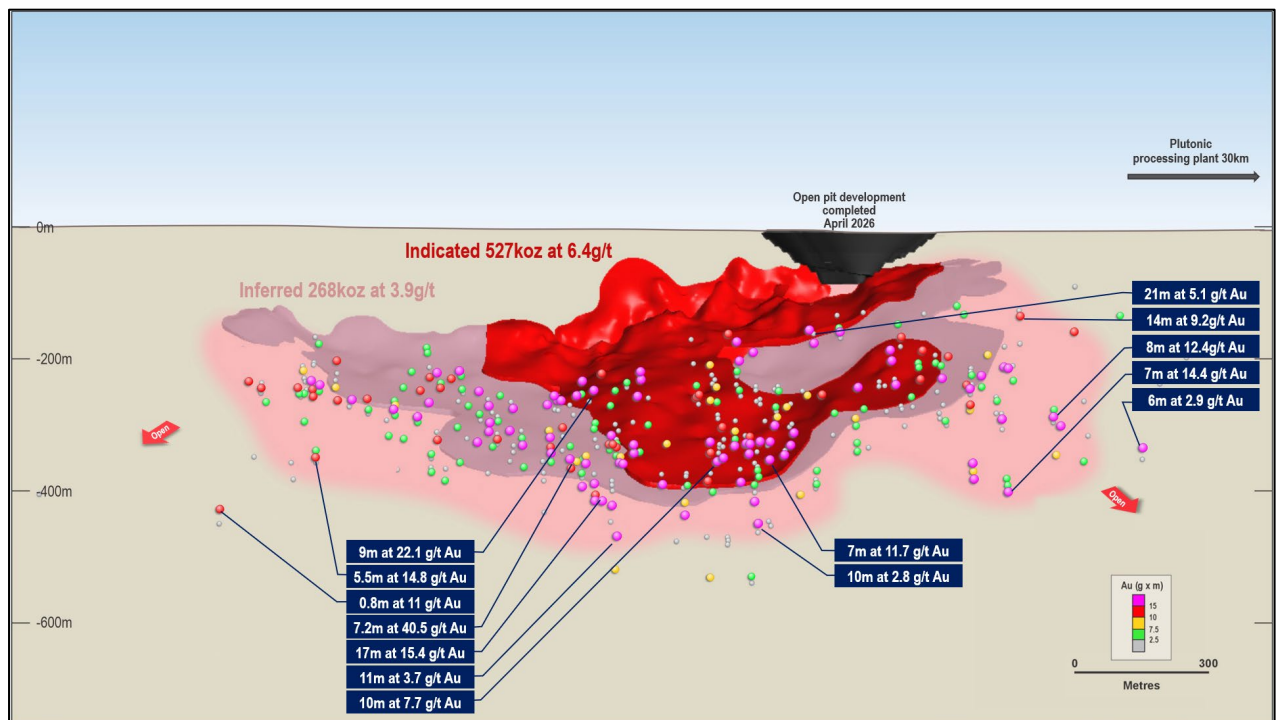 Plutonic
processing plant 30km
Open pit development
completed
April 2026
0m
Indicated 527koz at 6.4g/t
Inferred 268koz at 3.9g/t
21m at 5.1 g/t Au
14m at 9.2g/t Au
8m at 12.4g/t Au
7m at 14.4 g/t Au
6m at 2.9 g/t Au
-200m
Open
-400m
Open
9m at 22.1 g/t Au
5.5m at 14.8 g/t Au
0.8m at 11 g/t Au
7.2m at 40.5 g/t Au
17m at 15.4 g/t Au
11m at 3.7 g/t Au
10m at 7.7 g/t Au
7m at 11.7 g/t Au
10m at 2.8 g/t Au
-600m
Au (g x m)
15
10
7.5
2.5
0 300
Metres